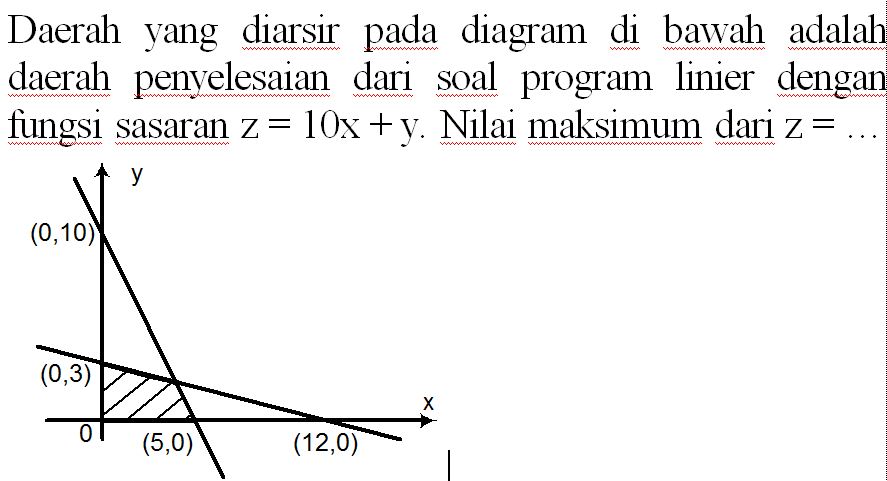 Daerah yang diarsir pada diagram di bawah adalah
daerah penyelesaian dari soal program linier dengan
fungsi sasaran z = 10x + y. Nilai maksimum dari z = …
y
(0,10)
(0,3)
x
0
(5,0)
(12,0)